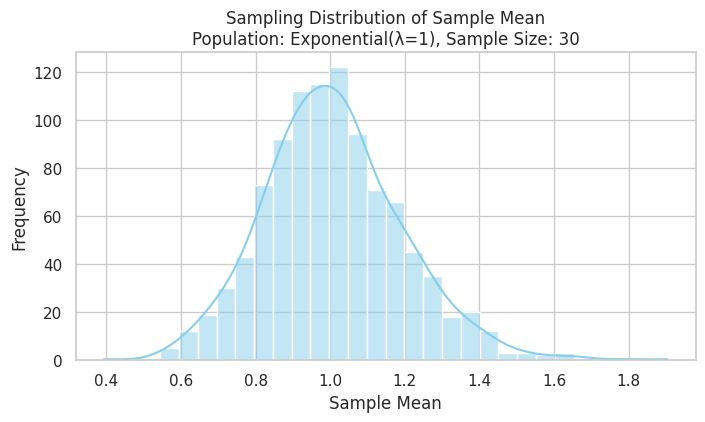 Sampling Distribution of Sample Mean
Population: Exponential(λ=1), Sample Size: 30
120
100
80
60
40
20
0
Frequency
0.4 0.6 0.8 1.0 1.2 1.4 1.6 1.8
Sample Mean